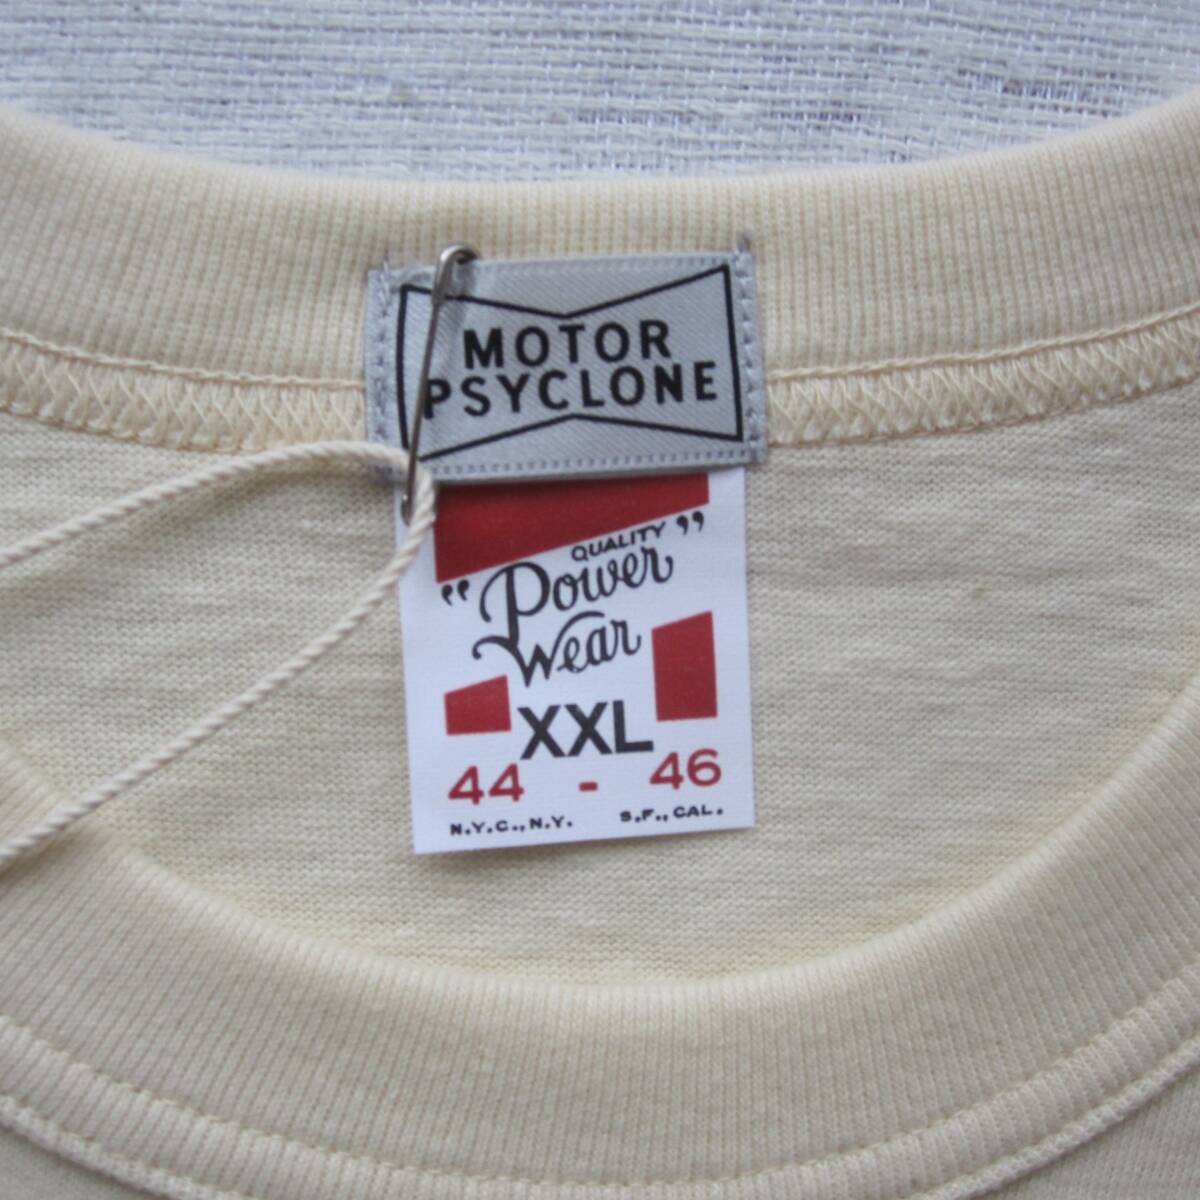 MOTOR
PSYCLONE
QUALITY
"Power"
Wear
XXL
44 - 46
N.Y.C., N.Y. S.F., CAL.